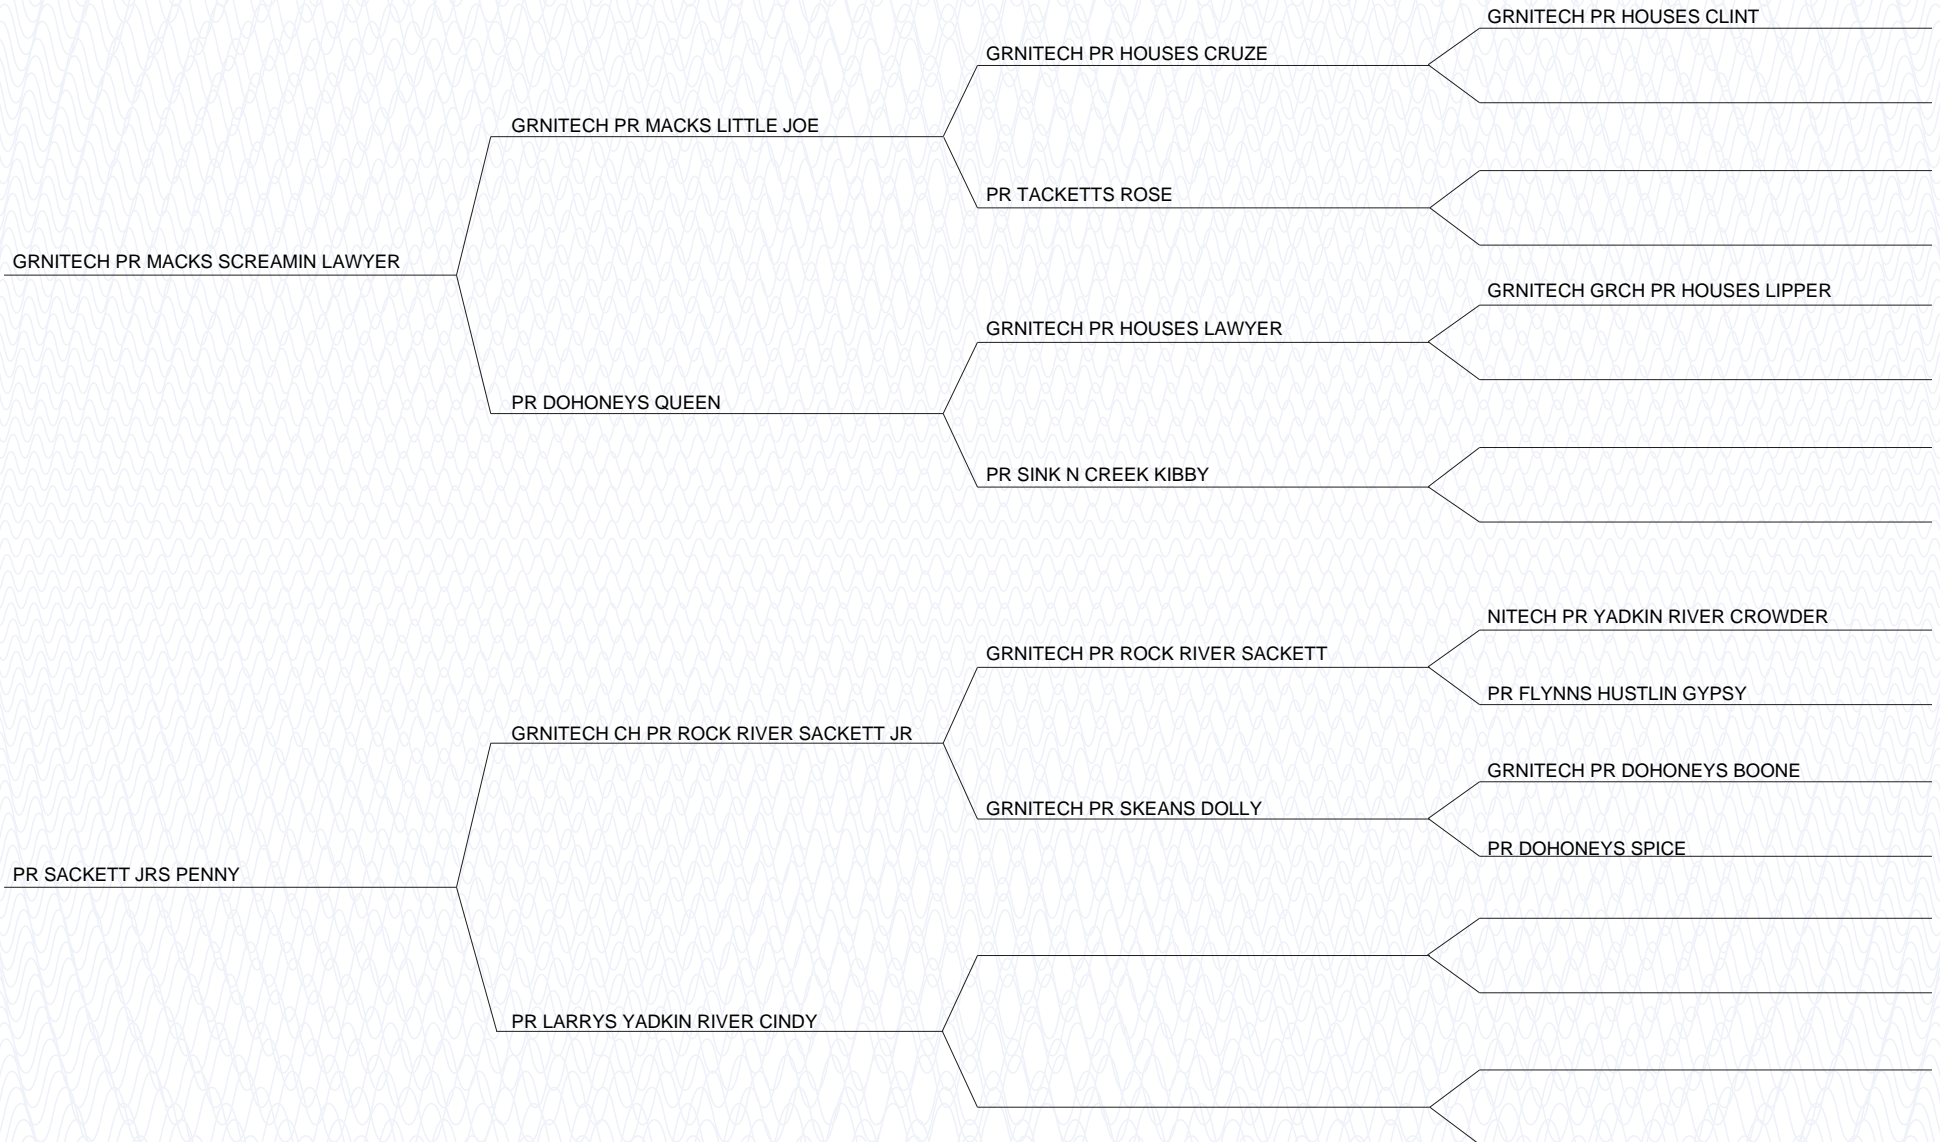 GRNITECH PR HOUSES CLINT
GRNITECH PR HOUSES CRUZE
GRNITECH PR MACKS LITTLE JOE
PR TACKETTS ROSE
GRNITECH PR MACKS SCREAMIN LAWYER
GRNITECH GRCH PR HOUSES LIPPER
GRNITECH PR HOUSES LAWYER
PR DOHONEYS QUEEN
PR SINK N CREEK KIBBY
NITECH PR YADKIN RIVER CROWDER
GRNITECH PR ROCK RIVER SACKETT
PR FLYNNS HUSTLIN GYPSY
GRNITECH CH PR ROCK RIVER SACKETT JR
GRNITECH PR DOHONEYS BOONE
GRNITECH PR SKEANS DOLLY
PR DOHONEYS SPICE
PR SACKETT JRS PENNY
PR LARRYS YADKIN RIVER CINDY